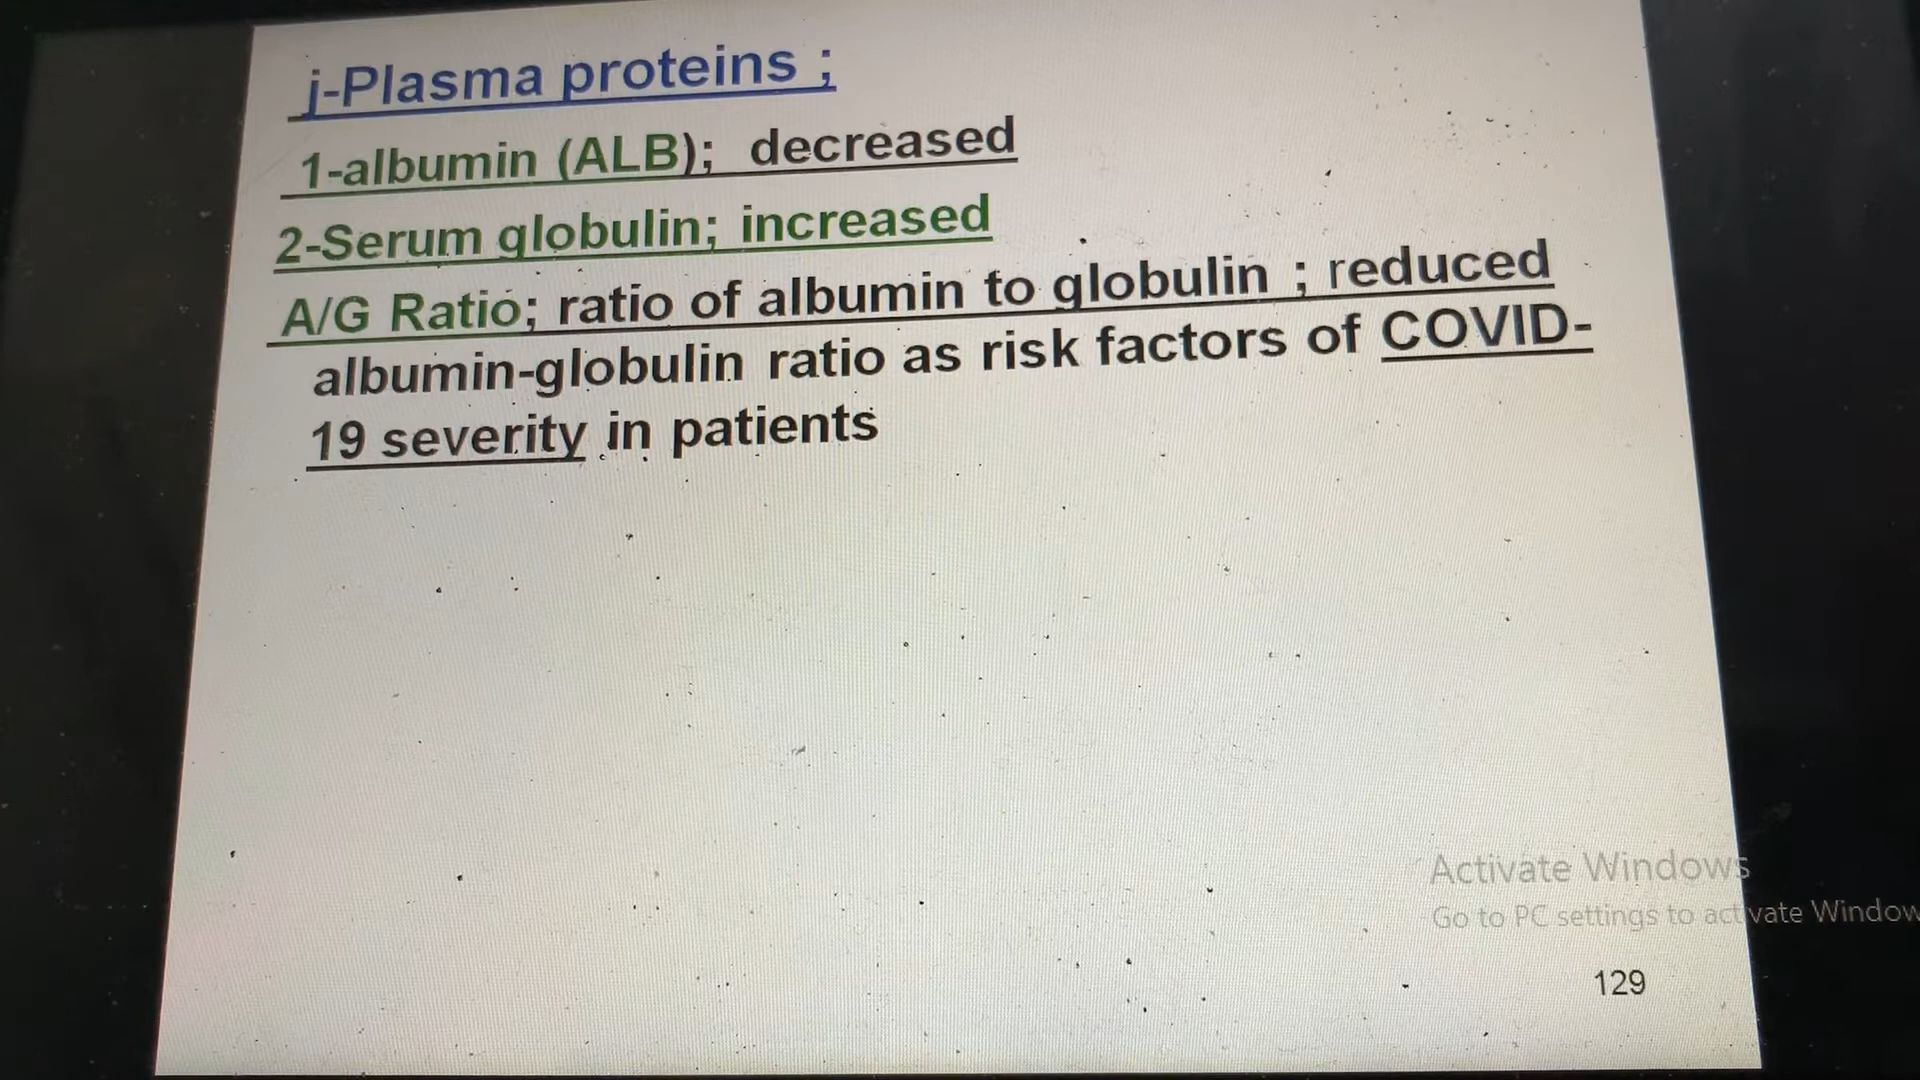 j-Plasma proteins ;
1-albumin (ALB); decreased
2-Serum globulin; increased
A/G Ratio; ratio of albumin to globulin ; reduced
albumin-globulin ratio as risk factors of COVID-
19 severity in patients
Activate Windows
Go to PC settings to activate Window
129